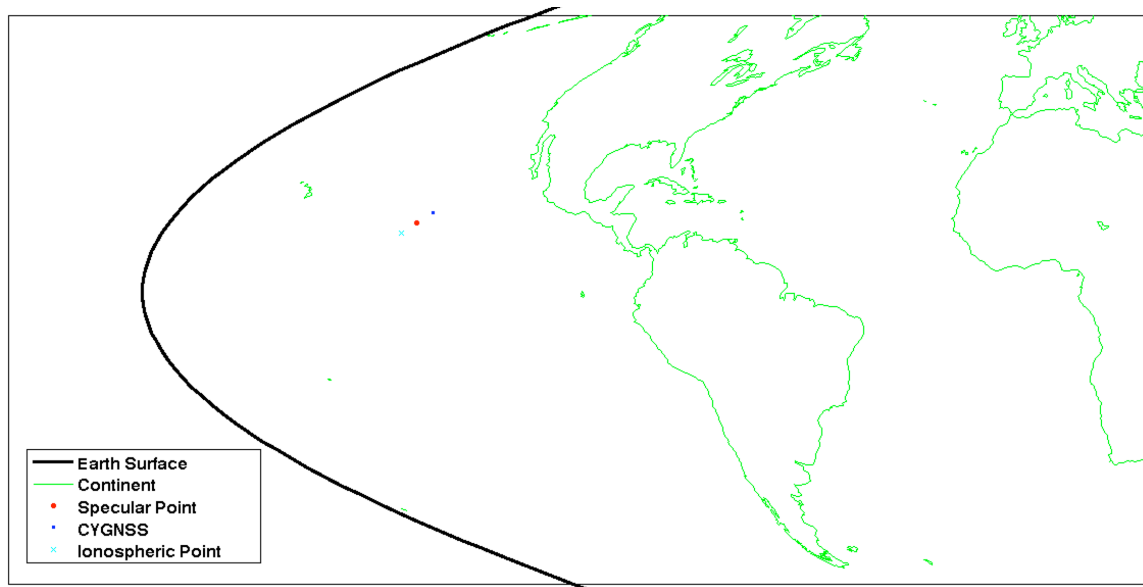 Earth Surface
Continent
Specular Point
CYGNSS
Ionospheric Point